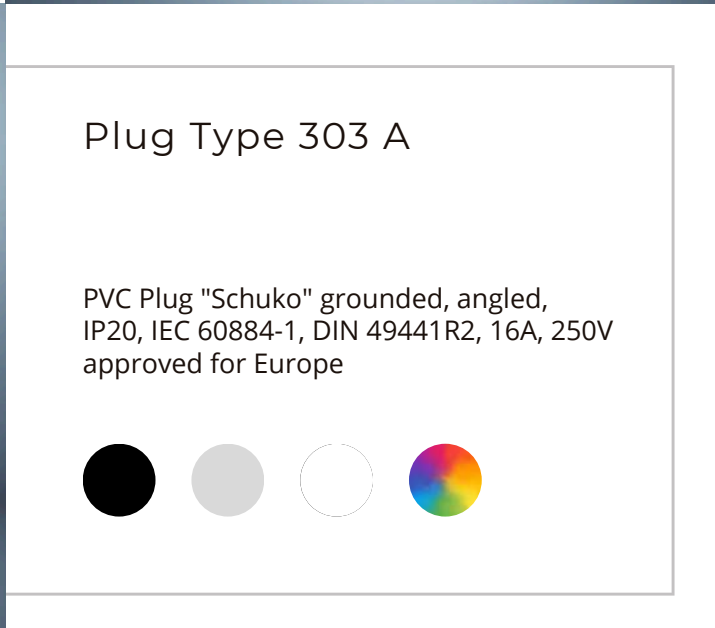 Plug Type 303 A
PVC Plug "Schuko" grounded, angled,
IP20, IEC 60884-1, DIN 49441R2, 16A, 250V
approved for Europe